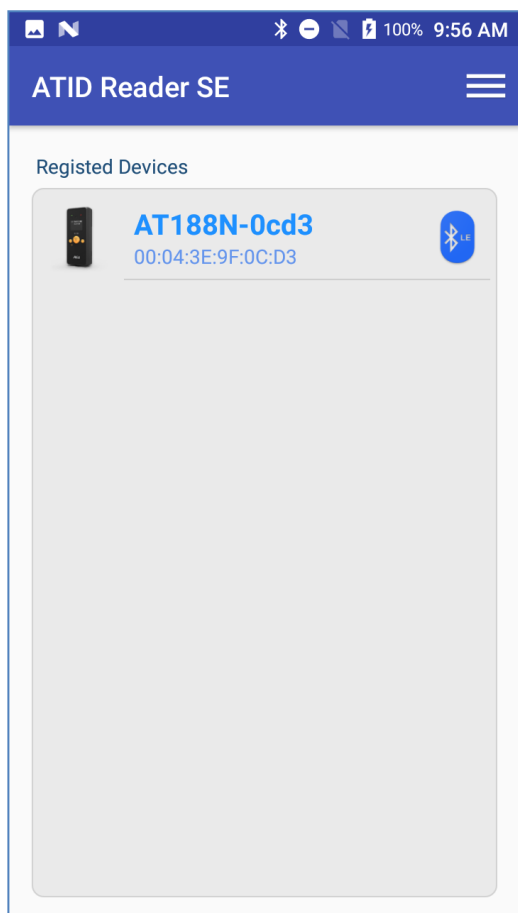 100% 9:56 AM
ATID Reader SE
Registed Devices
AT188N-0cd3
00:04:3E:9F:0C:D3
LE